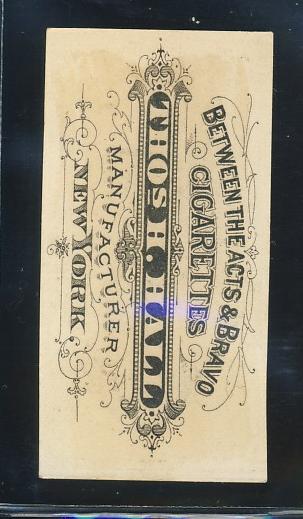 BETWEEN THE ACTS & BRAVO
CIGARETTES
THOS. H. HALL
MANUFACTURER
NEW YORK.